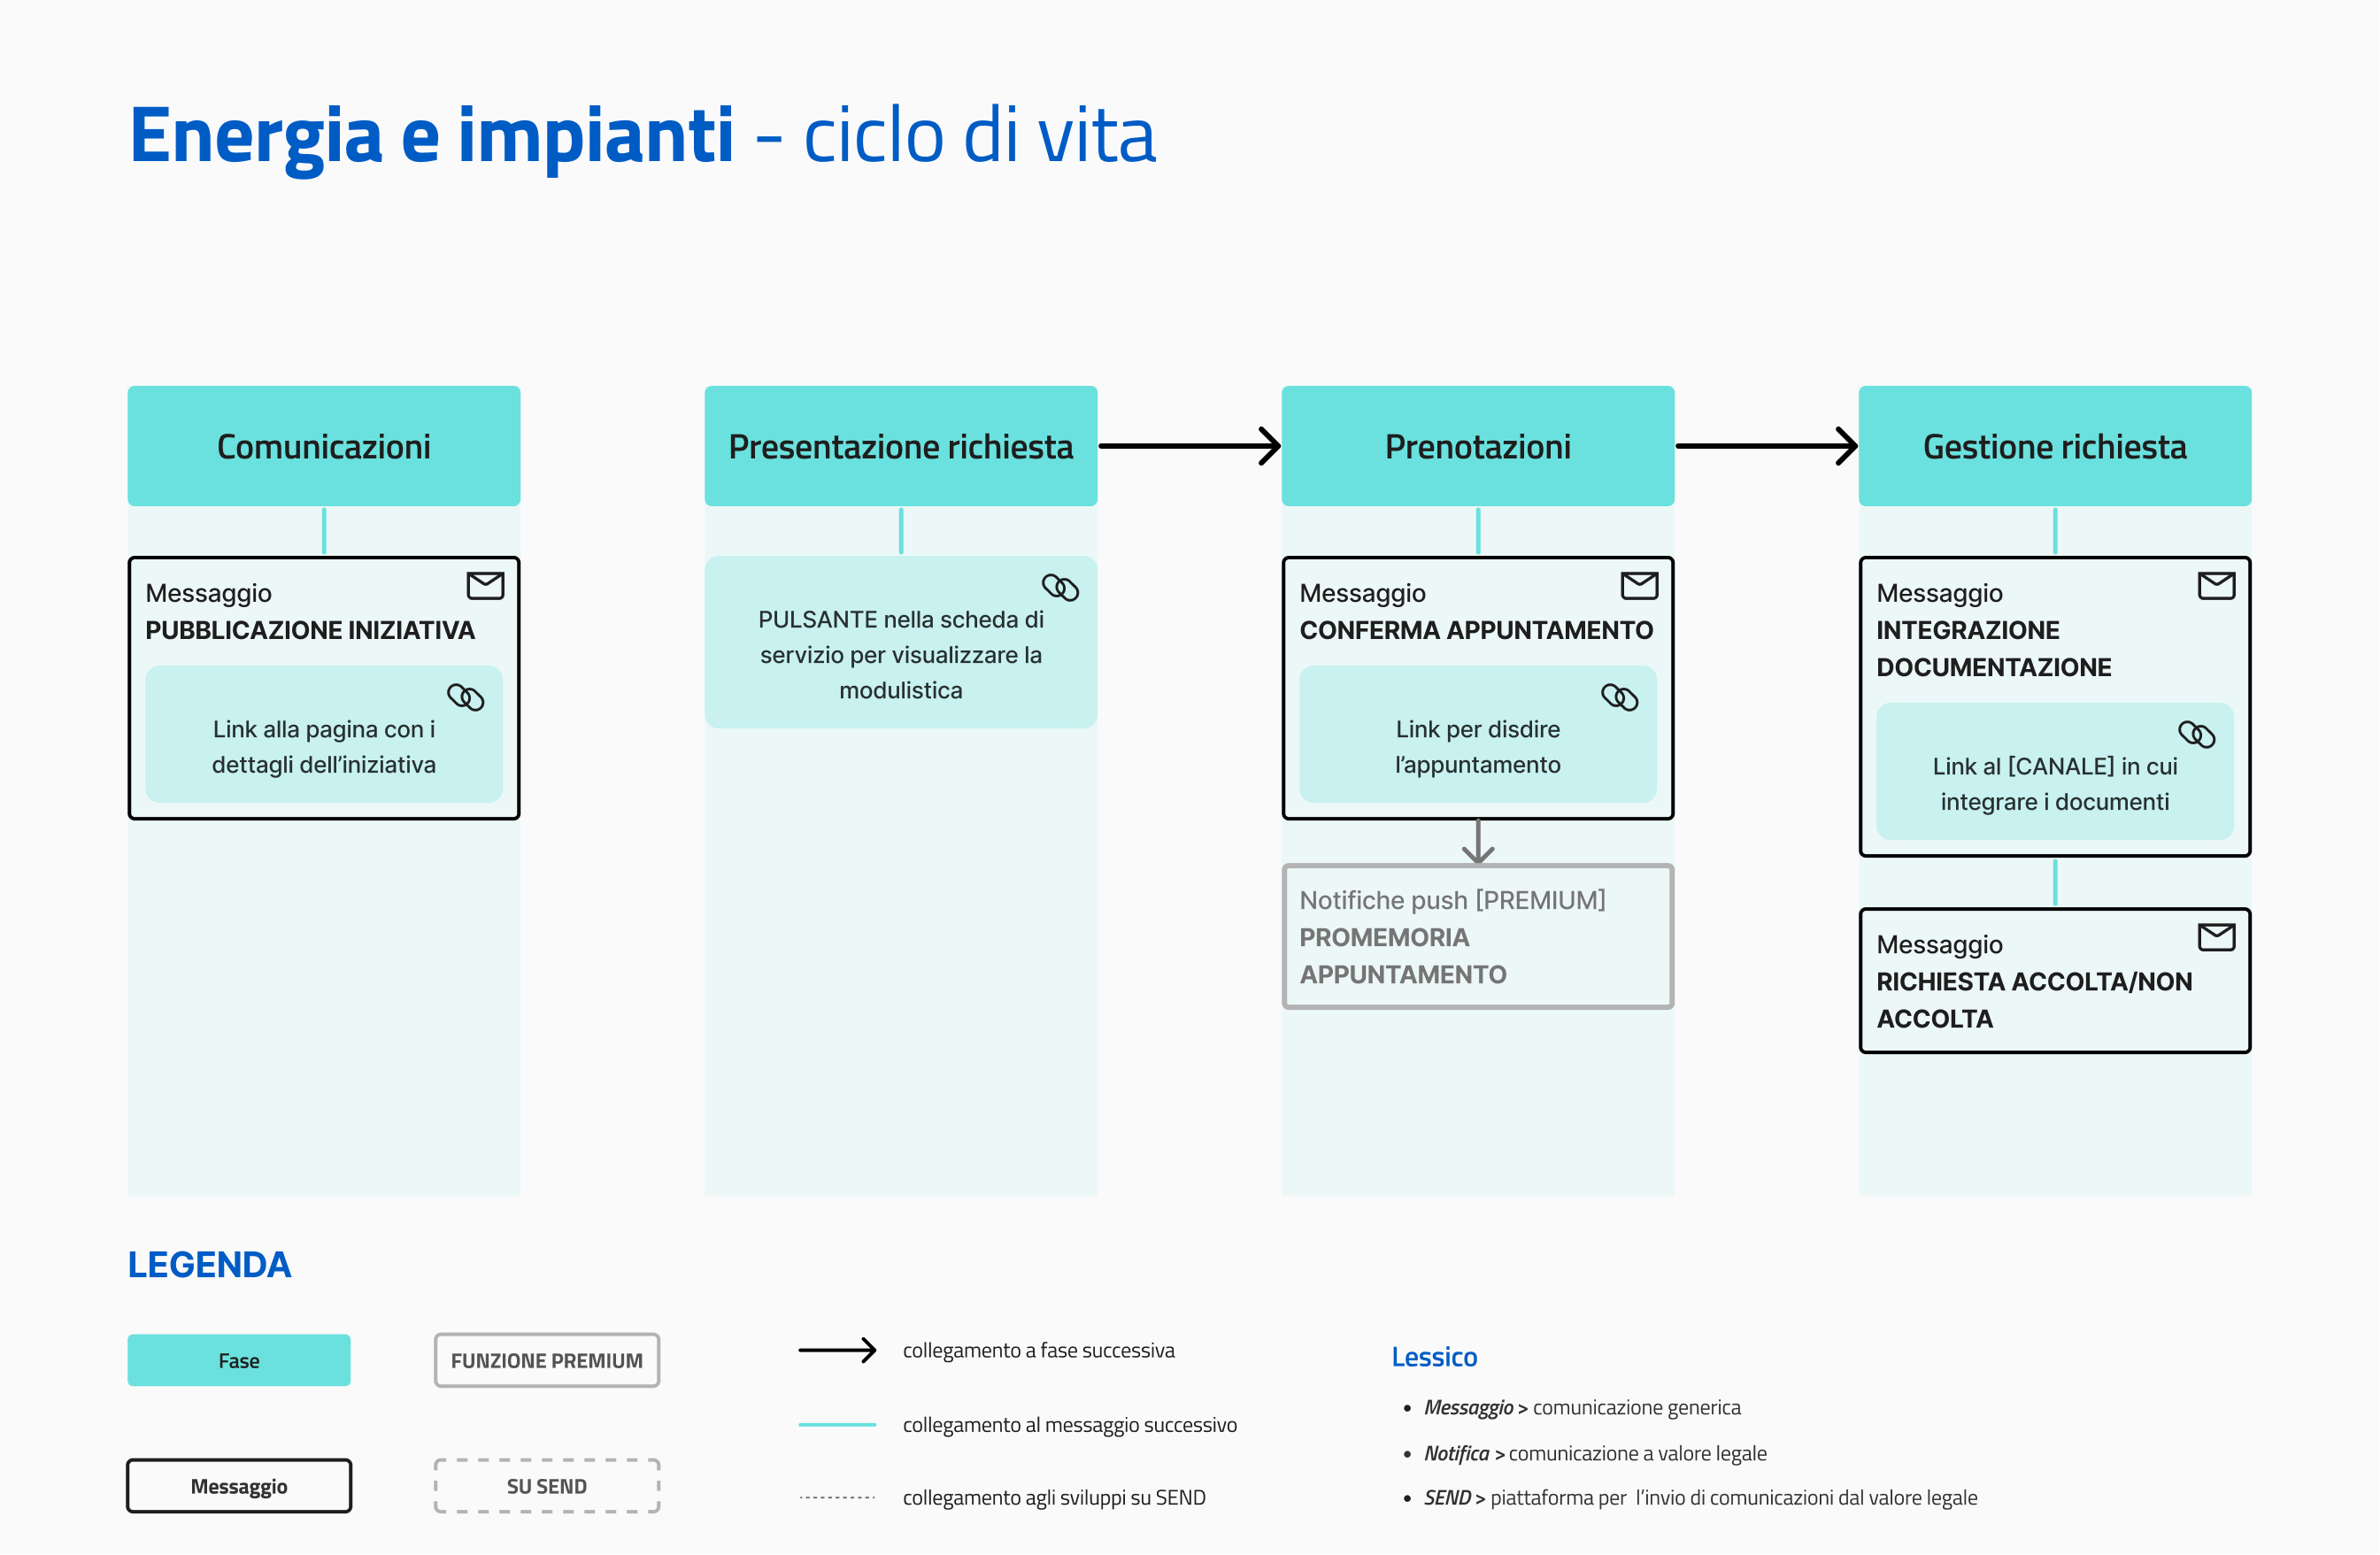 Energia e impianti - ciclo di vita
Comunicazioni
Messaggio
PUBBLICAZIONE INIZIATIVA
Link alla pagina con i
dettagli dell’iniziativa
Presentazione richiesta
PULSANTE nella scheda di
servizio per visualizzare la
modulistica
Prenotazioni
Messaggio
CONFERMA APPUNTAMENTO
Link per disdire
l’appuntamento
Notifiche push [PREMIUM]
PROMEMORIA
APPUNTAMENTO
Gestione richiesta
Messaggio
INTEGRAZIONE
DOCUMENTAZIONE
Link al [CANALE] in cui
integrare i documenti
Messaggio
RICHIESTA ACCOLTA/NON
ACCOLTA
LEGENDA
Fase
FUNZIONE PREMIUM
Messaggio
SU SEND
collegamento a fase successiva
collegamento al messaggio successivo
collegamento agli sviluppi su SEND
Lessico
• Messaggio > comunicazione generica
• Notifica > comunicazione a valore legale
• SEND > piattaforma per l’invio di comunicazioni dal valore legale